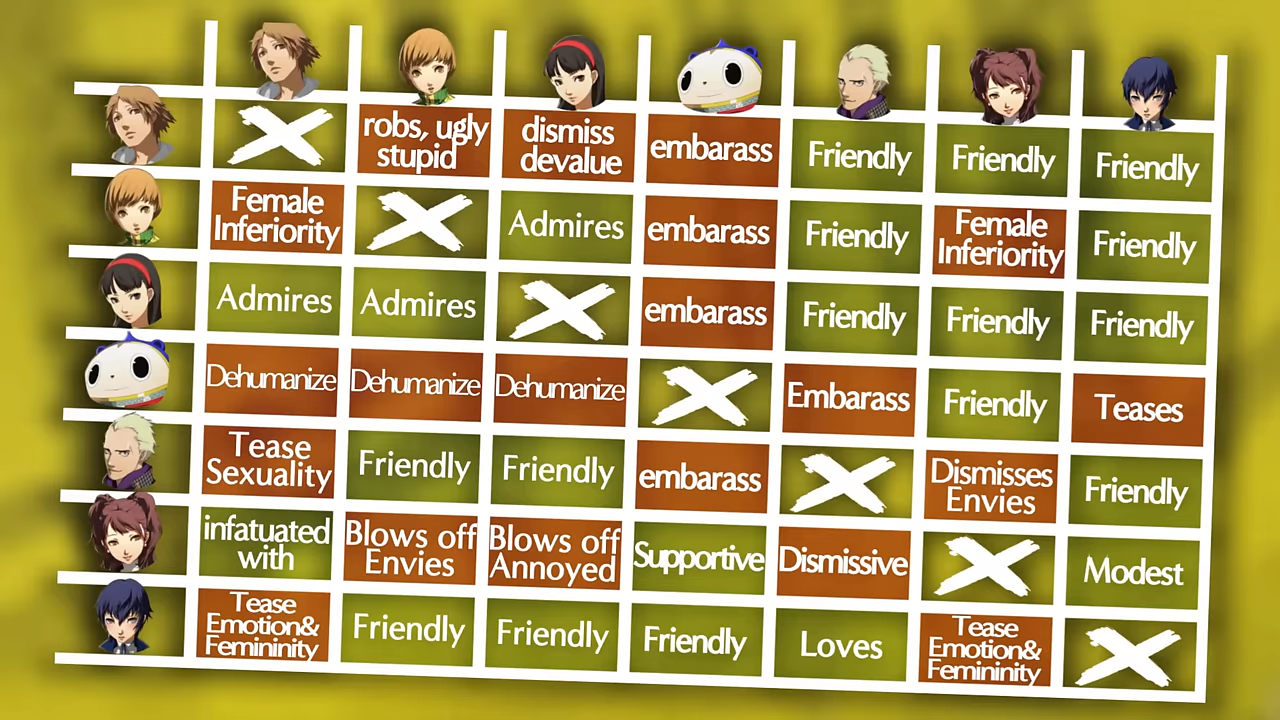 robs, ugly
stupid
dismiss
devalue
embarass
Friendly
Friendly
Friendly
Female
Inferiority
Admires
embarass
Friendly
Female
Inferiority
Friendly
Admires
Admires
embarass
Friendly
Friendly
Friendly
Dehumanize
Dehumanize
Dehumanize
Embarass
Friendly
Teases
Tease
Sexuality
Friendly
Friendly
embarass
Dismisses
Envies
Friendly
infatuated
with
Blows off
Envies
Blows off
Annoyed
Supportive
Dismissive
Modest
Tease
Emotion&
Femininity
Friendly
Friendly
Friendly
Loves
Tease
Emotion&
Femininity